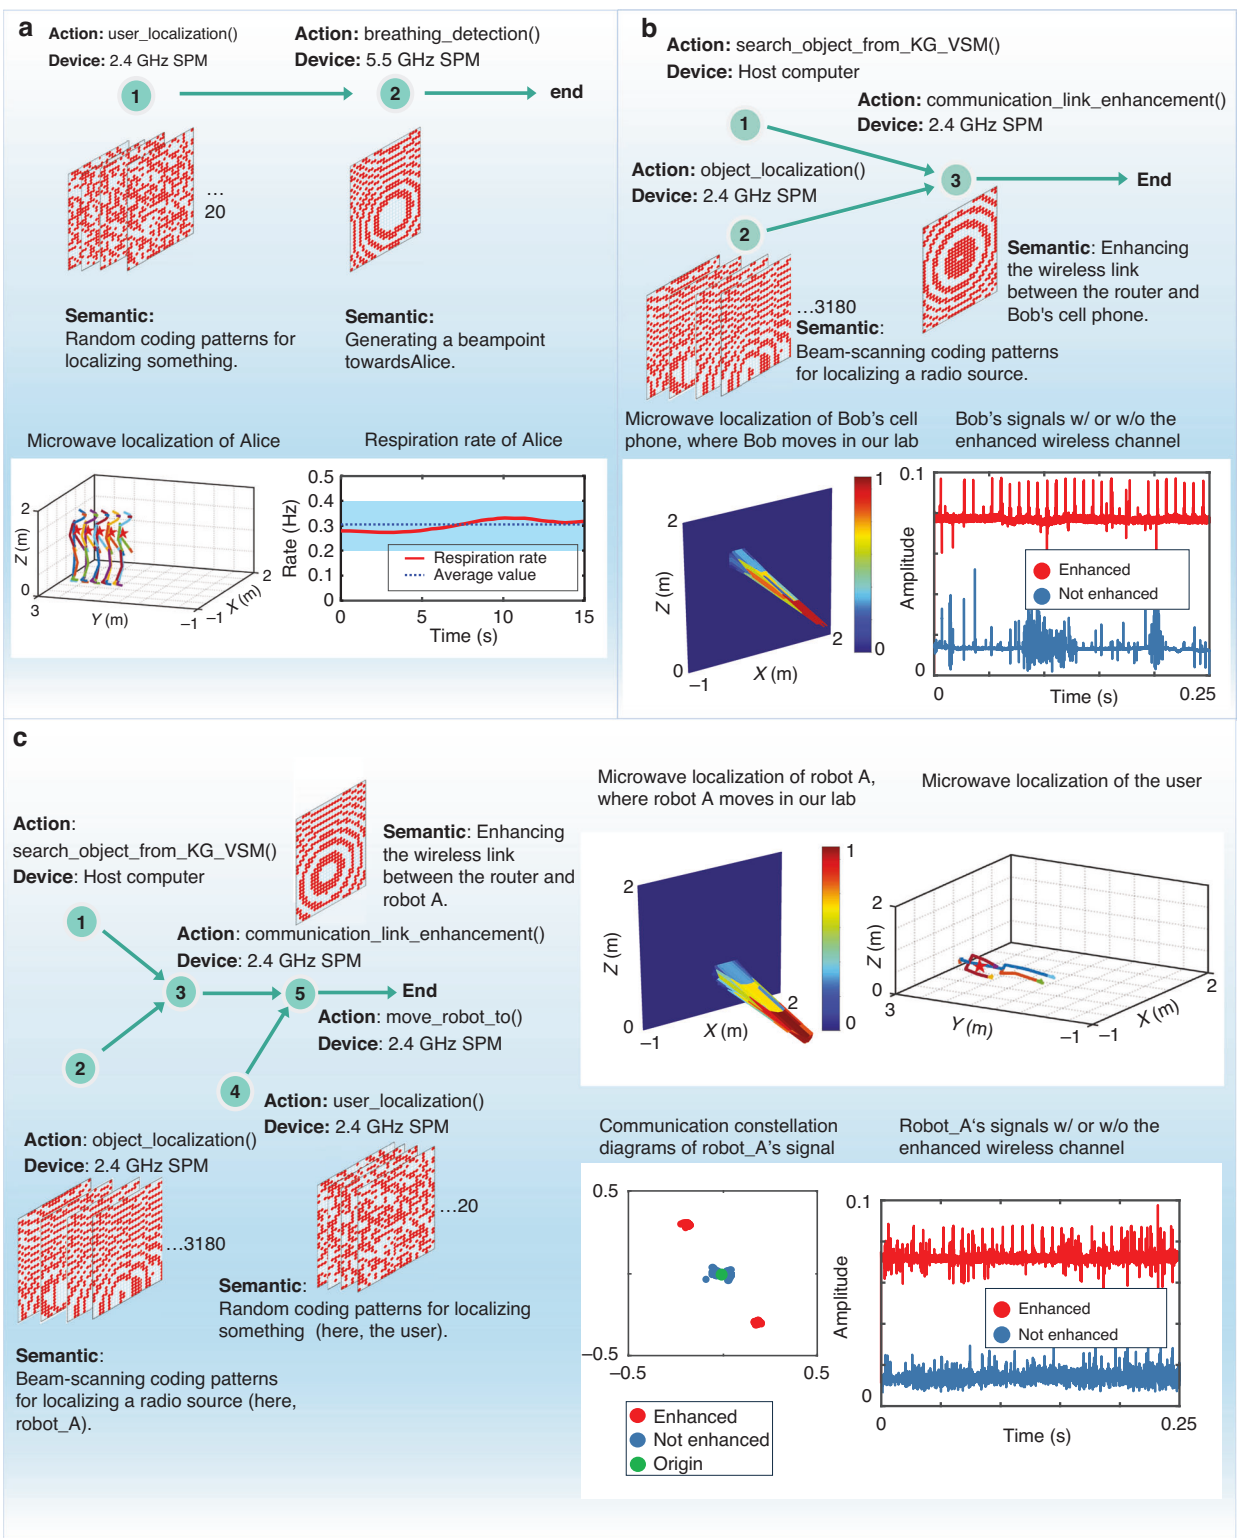 a
Action: user_localization()
Device: 2.4 GHz SPM
1
Action: breathing_detection()
Device: 5.5 GHz SPM
2
end
...
20
Semantic:
Random coding patterns for
localizing something.
Semantic:
Generating a beampoint
towardsAlice.
Microwave localization of Alice
2
Z (m)
0
3
Y (m)
–1
–1
X (m)
2
Respiration rate of Alice
0.5
0.4
0.3
0.2
0.1
0
Rate (Hz)
Respiration rate
Average value
0
5
10
15
Time (s)
b
Action: search_object_from_KG_VSM()
Device: Host computer
1
Action: communication_link_enhancement()
Device: 2.4 GHz SPM
Action: object_localization()
Device: 2.4 GHz SPM
3
End
2
...3180
Semantic:
Beam-scanning coding patterns
for localizing a radio source.
Semantic: Enhancing
the wireless link
between the router and
Bob's cell phone.
Microwave localization of Bob's cell
phone, where Bob moves in our lab
2
Z (m)
0
–1
X (m)
2
1
0
Bob's signals w/ or w/o the
enhanced wireless channel
0.1
Amplitude
Enhanced
Not enhanced
0
0
Time (s)
0.25
c
Action:
search_object_from_KG_VSM()
Device: Host computer
Semantic: Enhancing
the wireless link
between the router and
robot A.
1
Action: communication_link_enhancement()
Device: 2.4 GHz SPM
3
5
End
Action: move_robot_to()
Device: 2.4 GHz SPM
2
4
Action: user_localization()
Device: 2.4 GHz SPM
Action: object_localization()
Device: 2.4 GHz SPM
...3180
...20
Semantic:
Random coding patterns for localizing
something (here, the user).
Semantic:
Beam-scanning coding patterns
for localizing a radio source (here,
robot_A).
Microwave localization of robot A,
where robot A moves in our lab
2
Z (m)
0
–1
X (m)
2
1
0
Microwave localization of the user
2
Z (m)
0
3
Y (m)
–1
–1
X (m)
2
Communication constellation
diagrams of robot_A's signal
0.5
–0.5
–0.5
0.5
Enhanced
Not enhanced
Origin
Robot_A's signals w/ or w/o the
enhanced wireless channel
0.1
Amplitude
Enhanced
Not enhanced
0
0
Time (s)
0.25